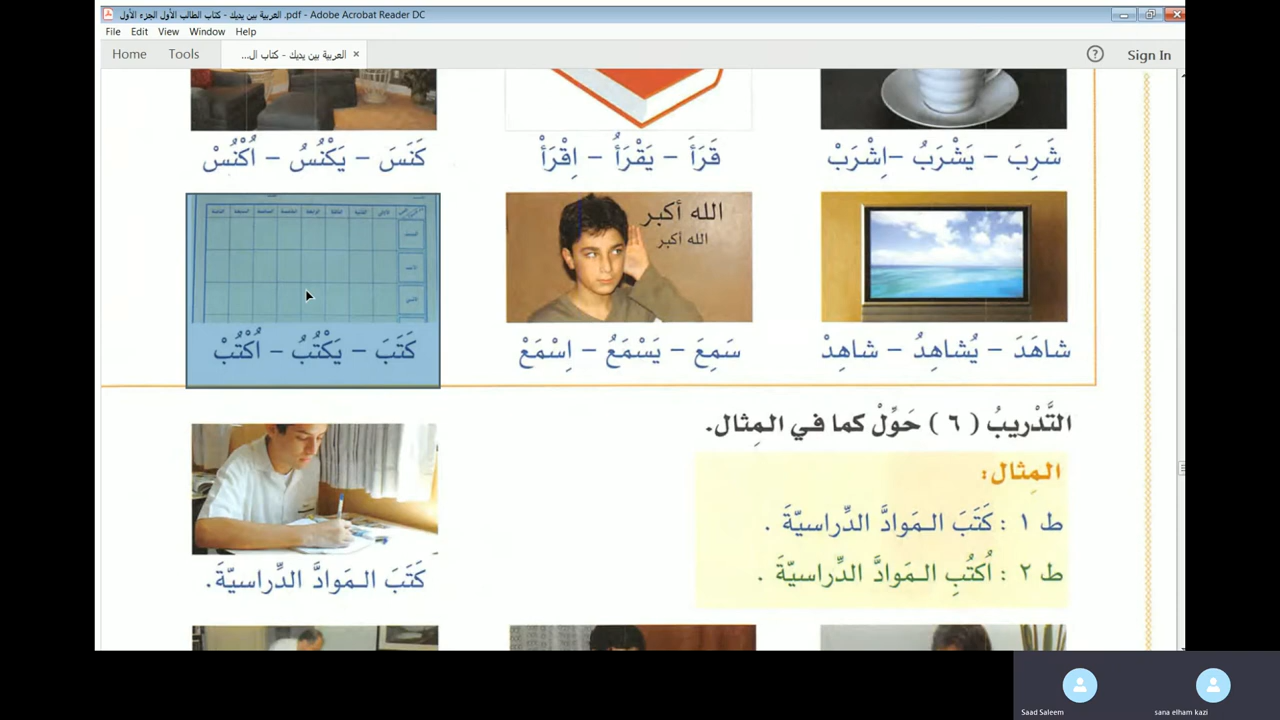 العربية بين يديك - كتاب الطالب الأول الجزء الأول.pdf - Adobe Acrobat Reader DC
File Edit View Window Help
Home Tools العربية بين يديك - كتاب ال... × Sign In
شَرِبَ – يَشْرَبُ –اِشْرَبْ
قَرَأَ – يَقْرَأُ – اِقْرَأْ
كَنَسَ – يَكْنُسُ – اُكْنُسْ
الله أكبر
الله أكبر
شاهَدَ – يُشاهِدُ – شاهِدْ
سَمِعَ – يَسْمَعُ – اِسْمَعْ
كَتَبَ – يَكْتُبُ – اُكْتُبْ
التَّدْريبُ ( ٦ ) حَوِّلْ كما في المِثال.
المِثال:
ط ١ : كَتَبَ المَوادَّ الدِّراسيّةَ .
ط ٢ : اُكتُبِ المَوادَّ الدِّراسيّةَ .
كَتَبَ المَوادَّ الدِّراسيّةَ.
Saad Saleem
sana elham kazi